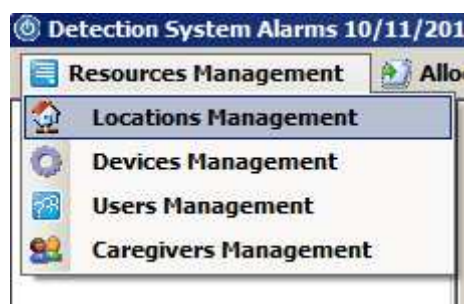 Detection System Alarms 10/11/201
Resources Management Allo
Locations Management
Devices Management
Users Management
Caregivers Management